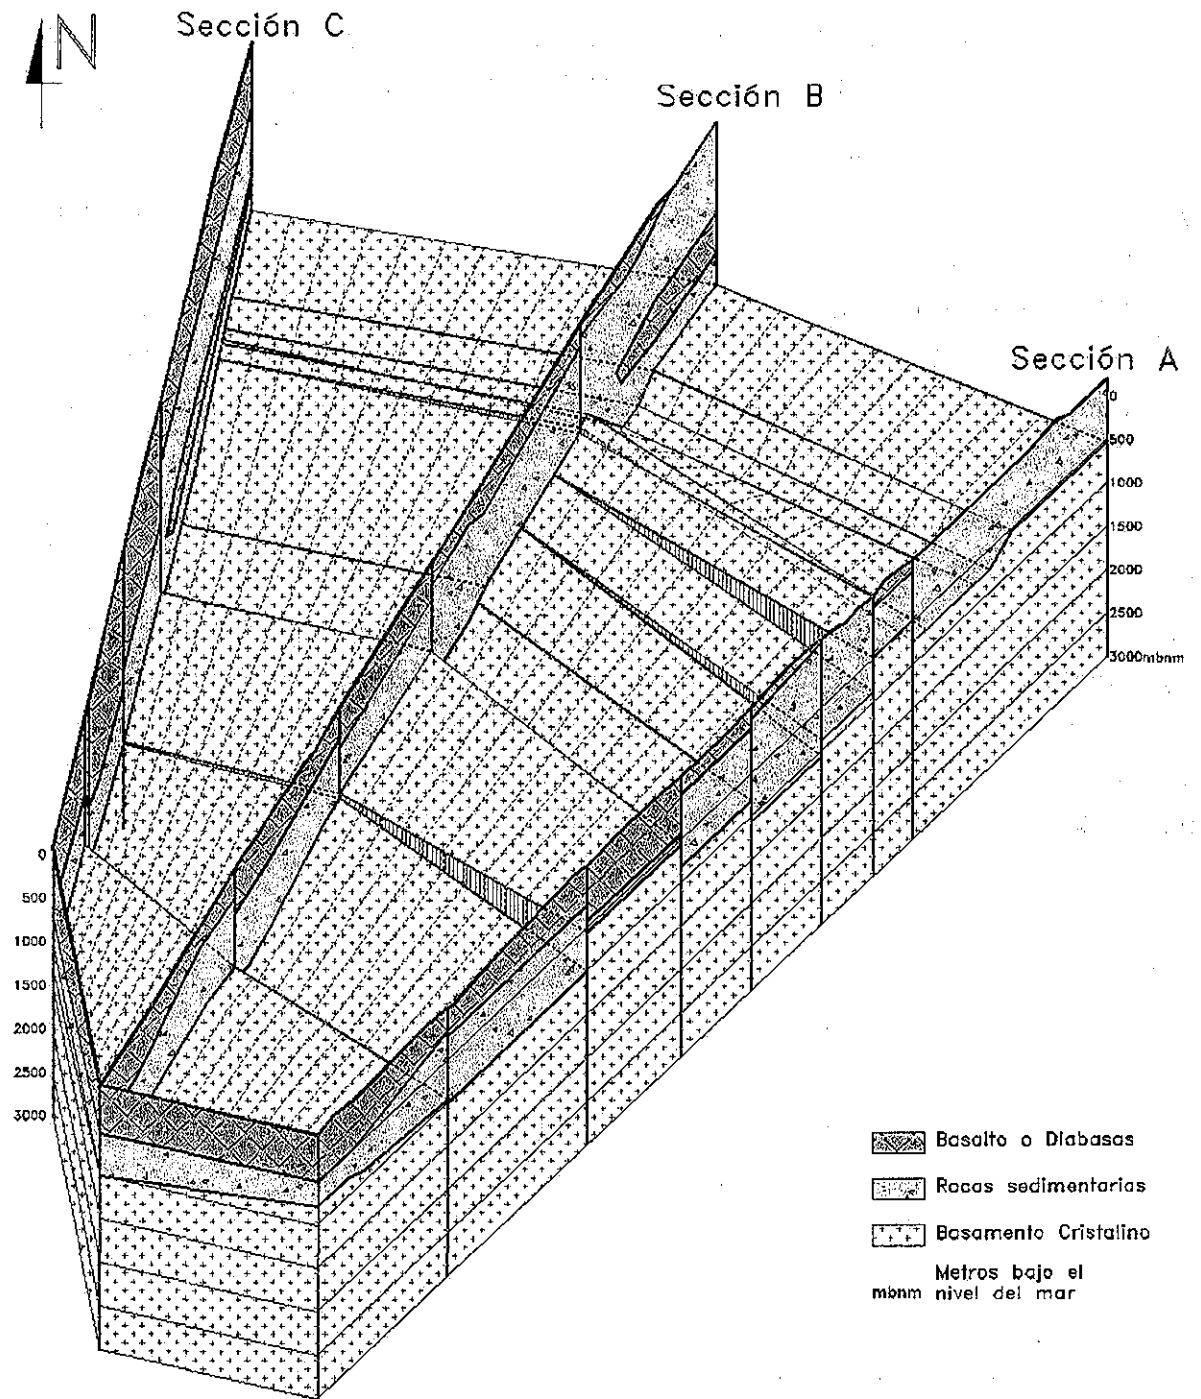 N
Sección C
Sección B
Sección A
0
500
1000
1500
2000
2500
3000mbnm
0
500
1000
1500
2000
2500
3000
Basalto o Diabasas
Rocas sedimentarias
Basamento Cristalino
mbnm Metros bajo el
nivel del mar